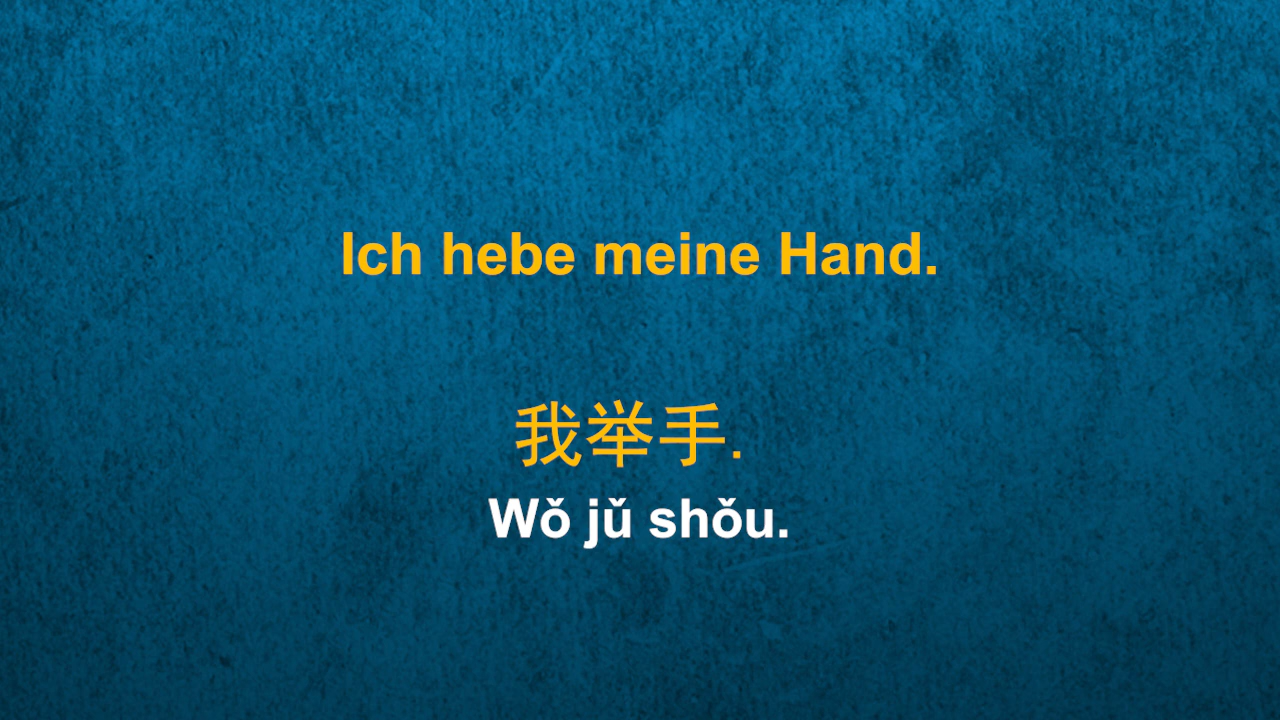 Ich hebe meine Hand.
我举手.
Wǒ jǔ shǒu.